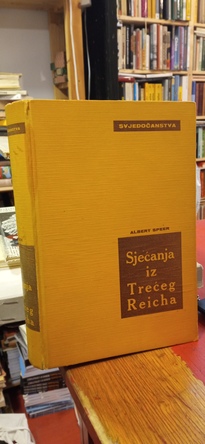 SVJEDOČANSTVA
ALBERT SPEER
Sjećanja
iz
Trećeg
Reicha